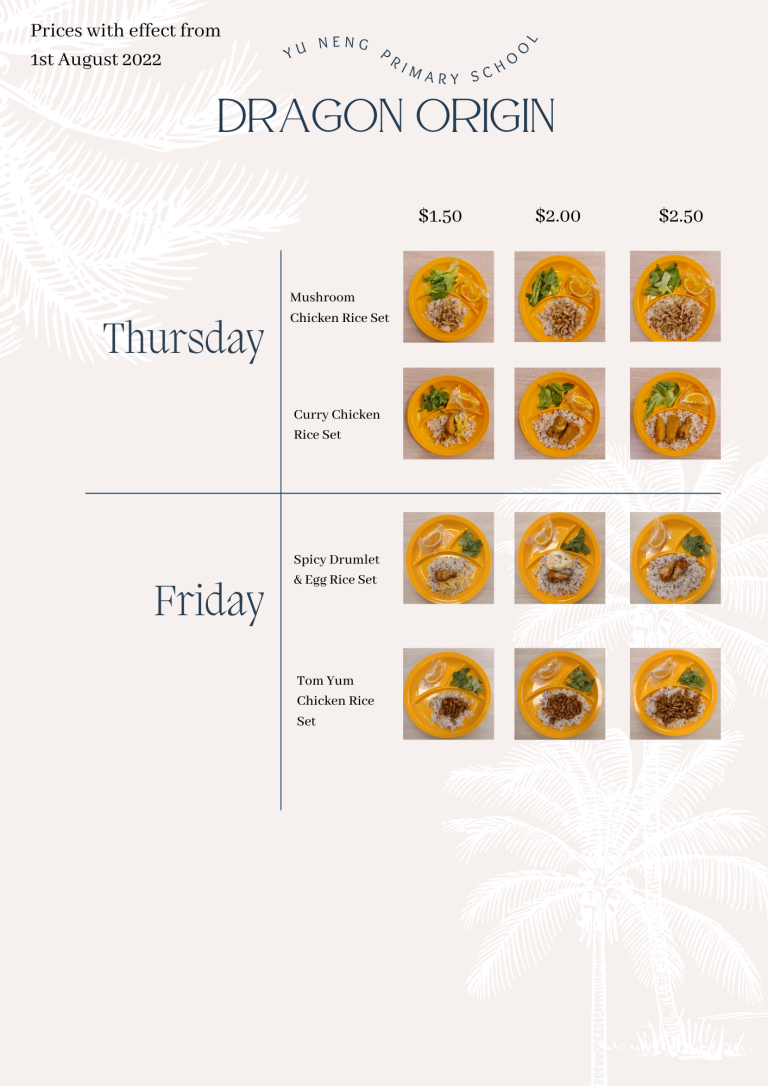 Prices with effect from
1st August 2022
YU NENG PRIMARY SCHOOL
DRAGON ORIGIN
$1.50 $2.00 $2.50
Thursday
Mushroom
Chicken Rice Set
Curry Chicken
Rice Set
Friday
Spicy Drumlet
& Egg Rice Set
Tom Yum
Chicken Rice
Set